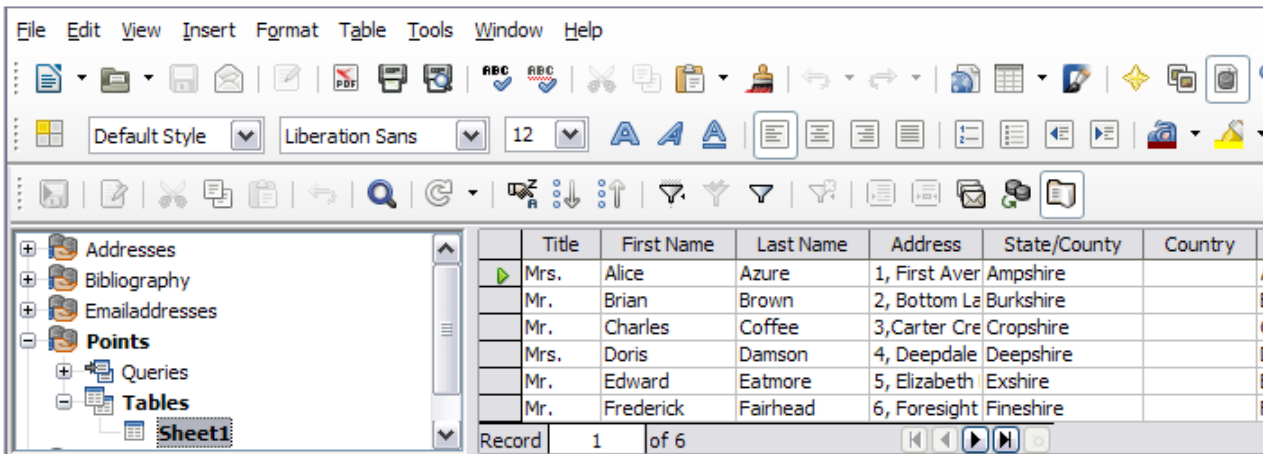 File Edit View Insert Format Table Tools Window Help
PDF ABC ABC
Default Style Liberation Sans 12
Z A
Addresses
Bibliography
Emailaddresses
Points
Queries
Tables
Sheet1
Title First Name Last Name Address State/County Country
Mrs. Alice Azure 1, First Aver Ampshire
Mr. Brian Brown 2, Bottom La Burkshire
Mr. Charles Coffee 3,Carter Cre Cropshire
Mrs. Doris Damson 4, Deepdale Deepshire
Mr. Edward Eatmore 5, Elizabeth Exshire
Mr. Frederick Fairhead 6, Foresight Fineshire
Record 1 of 6